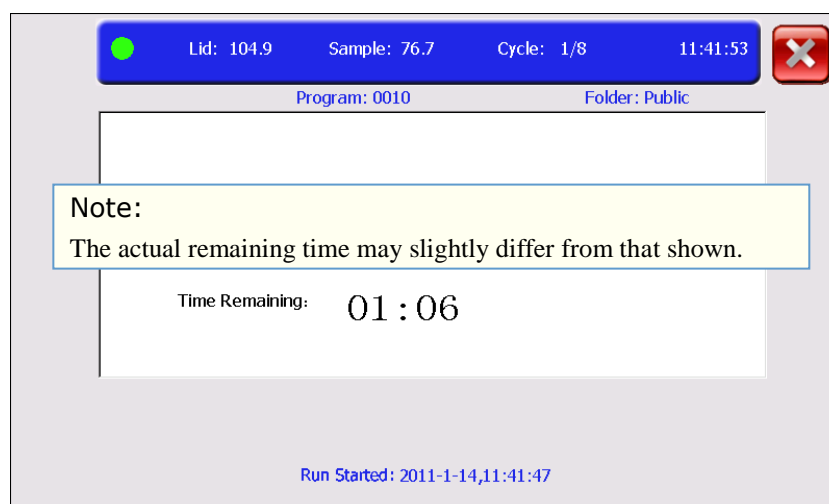 Lid: 104.9 Sample: 76.7 Cycle: 1/8 11:41:53
Program: 0010 Folder: Public
Note:
The actual remaining time may slightly differ from that shown.
Time Remaining: 01:06
Run Started: 2011-1-14,11:41:47